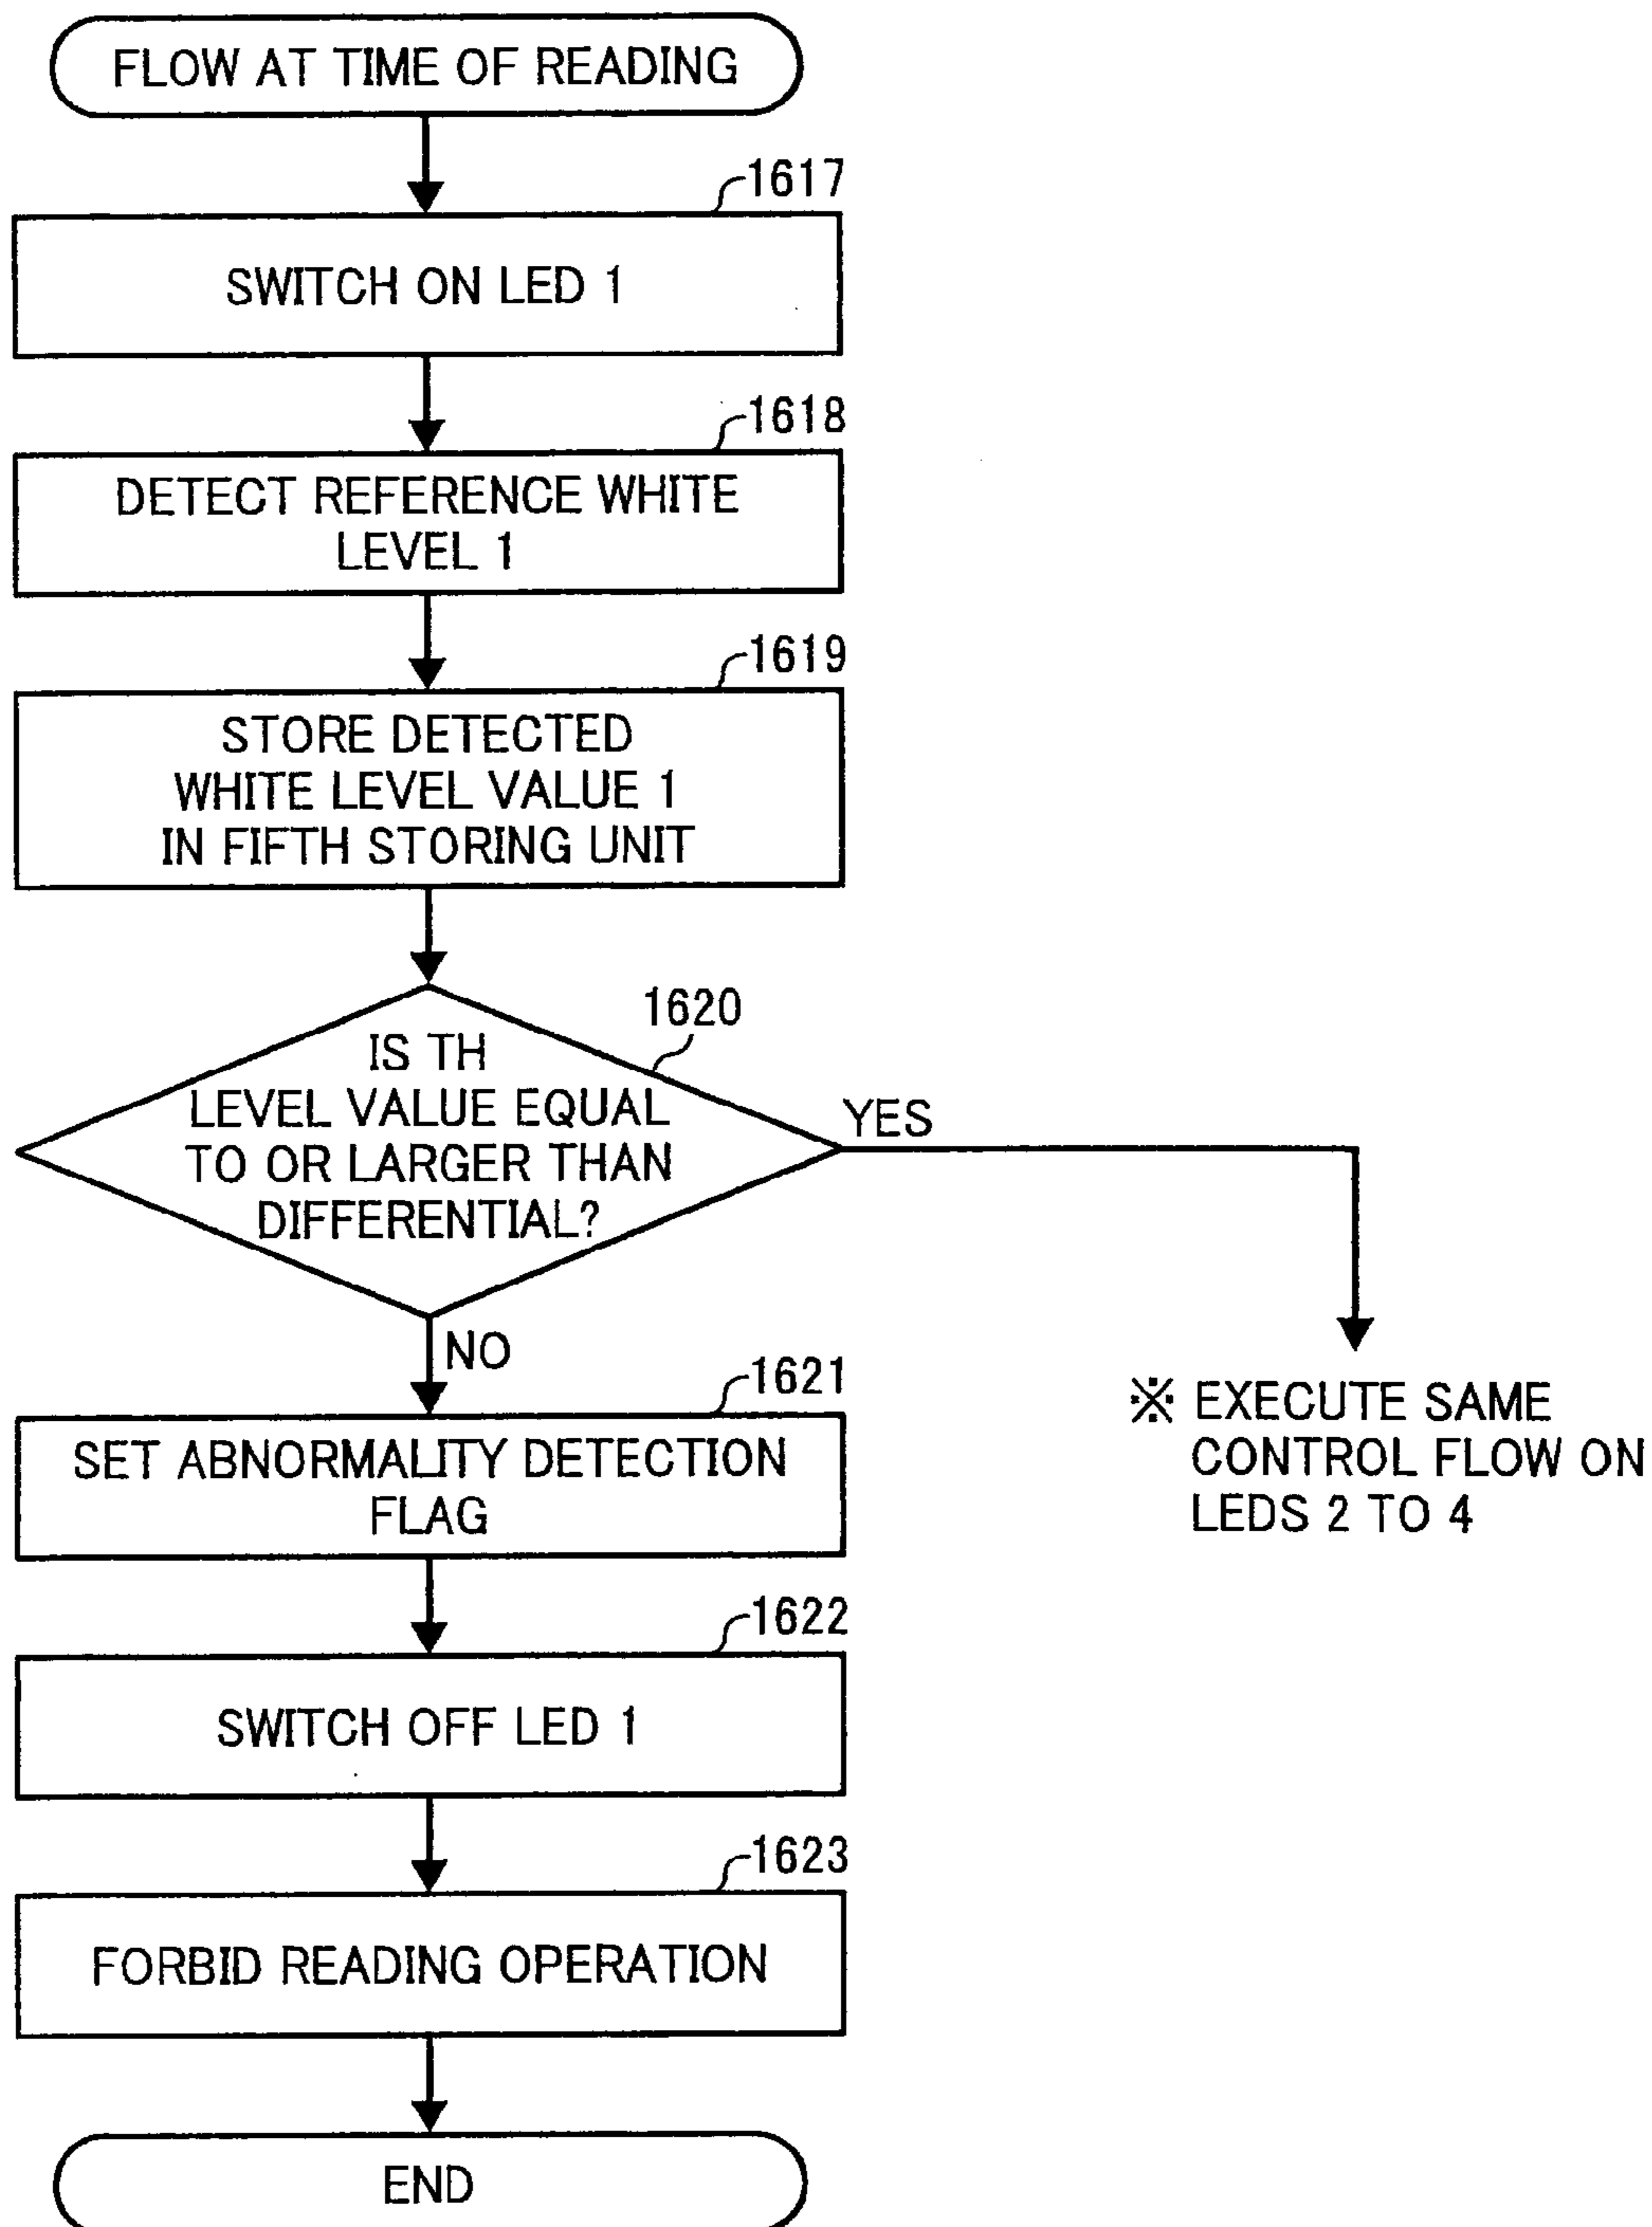 FLOW AT TIME OF READING
1617
SWITCH ON LED 1
1618
DETECT REFERENCE WHITE
LEVEL 1
1619
STORE DETECTED
WHITE LEVEL VALUE 1
IN FIFTH STORING UNIT
1620
IS TH
LEVEL VALUE EQUAL
TO OR LARGER THAN
DIFFERENTIAL?
YES
NO
※ EXECUTE SAME
CONTROL FLOW ON
LEDS 2 TO 4
1621
SET ABNORMALITY DETECTION
FLAG
1622
SWITCH OFF LED 1
1623
FORBID READING OPERATION
END